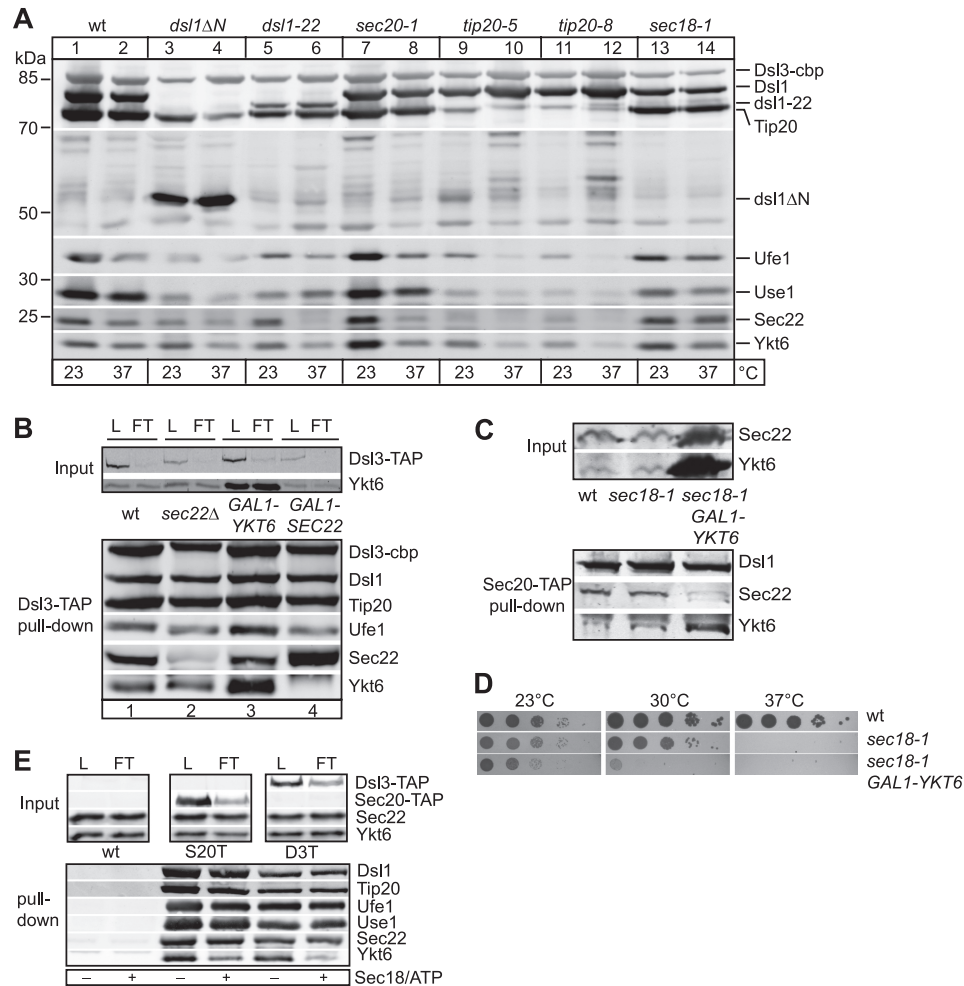 A
wt dsl1ΔN dsl1-22 sec20-1 tip20-5 tip20-8 sec18-1
1 2 3 4 5 6 7 8 9 10 11 12 13 14
kDa
85
70
50
30
25
Dsl3-cbp
Dsl1
dsl1-22
Tip20
dsl1ΔN
Ufe1
Use1
Sec22
Ykt6
23 37 23 37 23 37 23 37 23 37 23 37 23 37 °C
B
L FT L FT L FT L FT
Input
Dsl3-TAP
Ykt6
wt sec22Δ GAL1-YKT6 GAL1-SEC22
Dsl3-TAP
pull-down
Dsl3-cbp
Dsl1
Tip20
Ufe1
Sec22
Ykt6
1 2 3 4
C
Input
Sec22
Ykt6
wt sec18-1 sec18-1
GAL1-
YKT6
Sec20-TAP
pull-down
Dsl1
Sec22
Ykt6
D
23°C 30°C 37°C
wt
sec18-1
sec18-1
GAL1-YKT6
E
L FT L FT L FT
Input
Dsl3-TAP
Sec20-TAP
Sec22
Ykt6
wt S20T D3T
pull-
down
Dsl1
Tip20
Ufe1
Use1
Sec22
Ykt6
– + – + – + Sec18/ATP